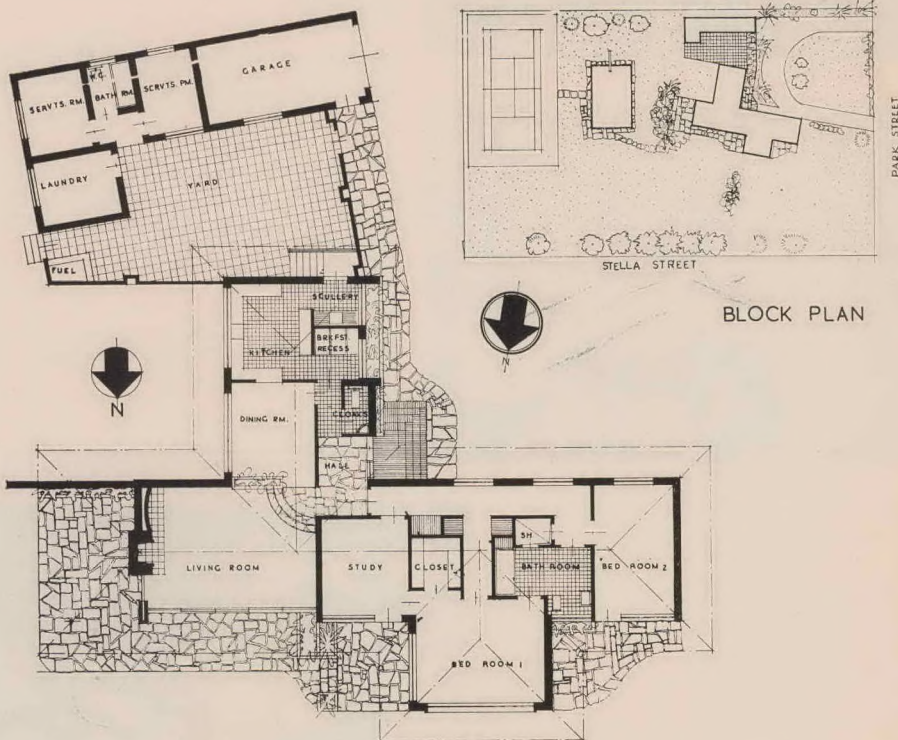 GARAGE
W.C.
SERVTS. RM.
BATH RM.
SCRVTS. RM.
LAUNDRY
YARD
FUEL
SCULLERY
KITCHEN
BRKFST.
RECESS
N
DINING RM.
CLOAKS
HALL
LIVING ROOM
STUDY
CLOSET
SH
BATH ROOM
BED ROOM 2
BED ROOM 1
PARK STREET
STELLA STREET
BLOCK PLAN
N